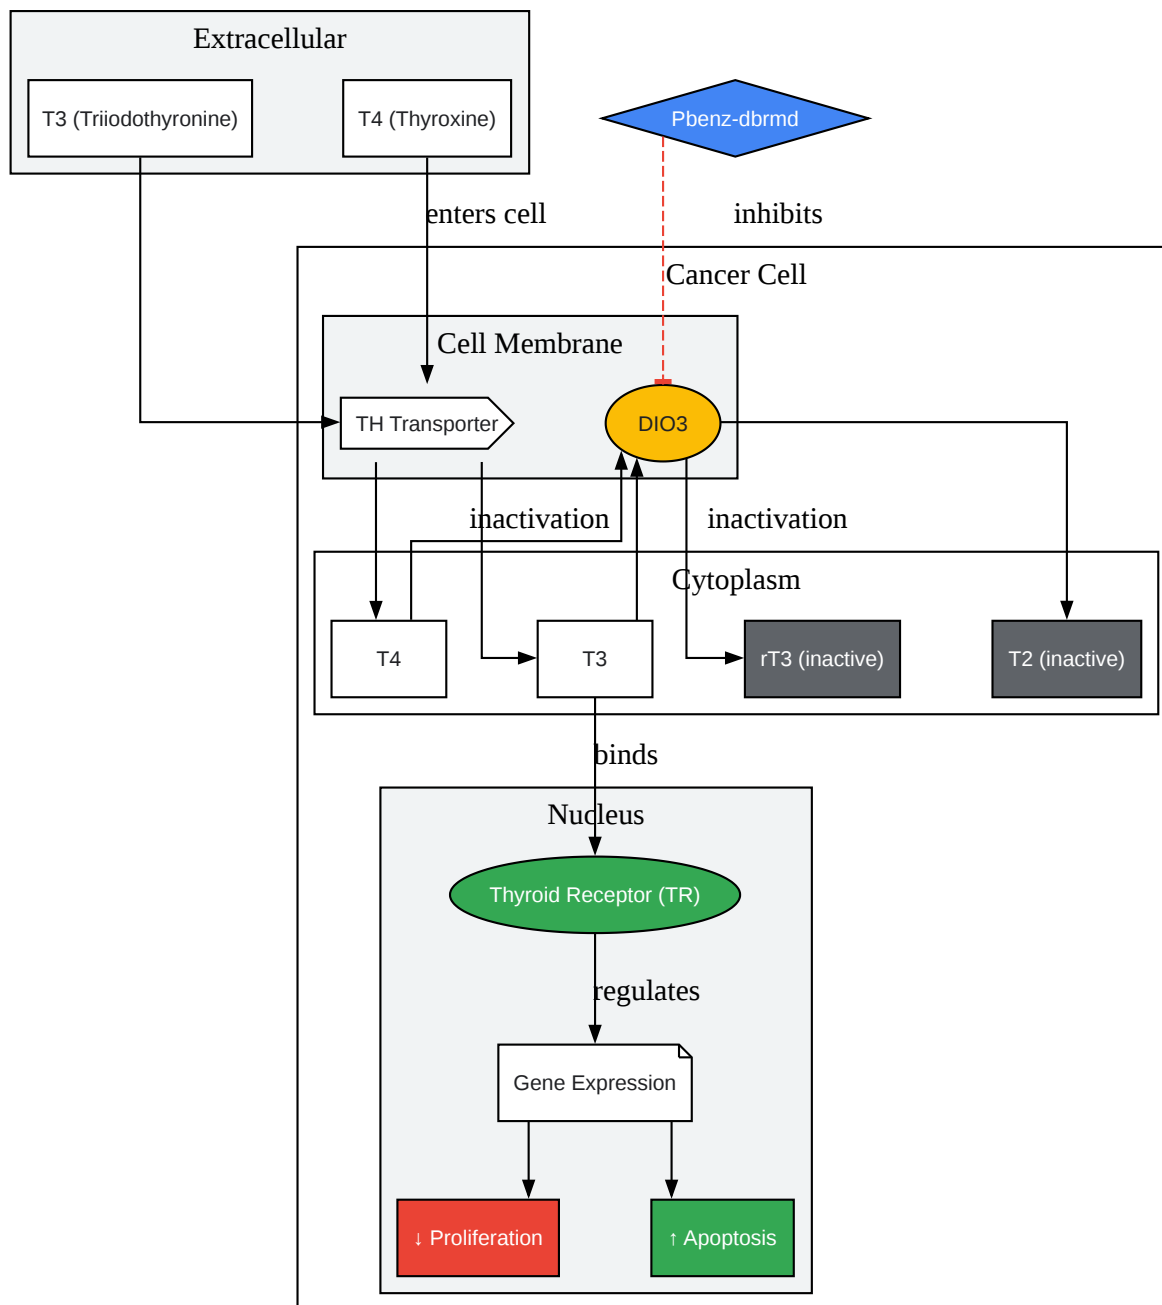 Extracellular
T3 (Triiodothyronine)
T4 (Thyroxine)
Pbenz-dbrmd
enters cell
inhibits
Cancer Cell
Cell Membrane
TH Transporter
DIO3
inactivation
inactivation
Cytoplasm
T4
T3
rT3 (inactive)
T2 (inactive)
binds
Nucleus
Thyroid Receptor (TR)
regulates
Gene Expression
↓ Proliferation
↑ Apoptosis